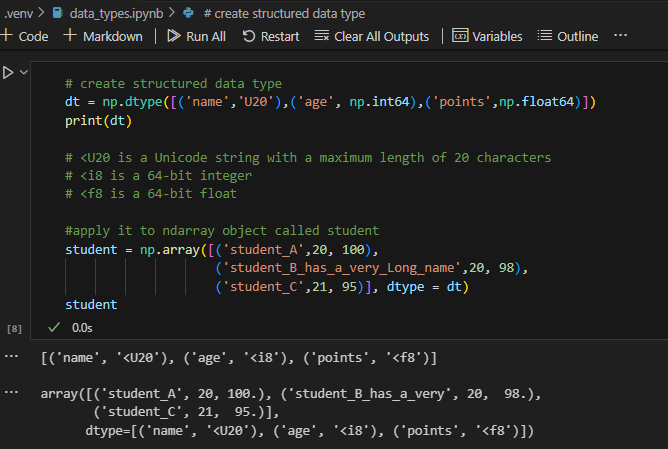 .venv > data_types.ipynb > # create structured data type
+ Code + Markdown | Run All Restart Clear All Outputs | Variables Outline ...
# create structured data type
dt = np.dtype([('name','U20'),('age', np.int64),('points',np.float64)])
print(dt)
# <U20 is a Unicode string with a maximum length of 20 characters
# <i8 is a 64-bit integer
# <f8 is a 64-bit float
#apply it to ndarray object called student
student = np.array([('student_A',20, 100),
('student_B_has_a_very_Long_name',20, 98),
('student_C',21, 95)], dtype = dt)
student
[8] ✓ 0.0s
... [('name', '<U20'), ('age', '<i8'), ('points', '<f8')]
... array([('student_A', 20, 100.), ('student_B_has_a_very', 20,  98.),
('student_C', 21,  95.)],
dtype=[('name', '<U20'), ('age', '<i8'), ('points', '<f8')])